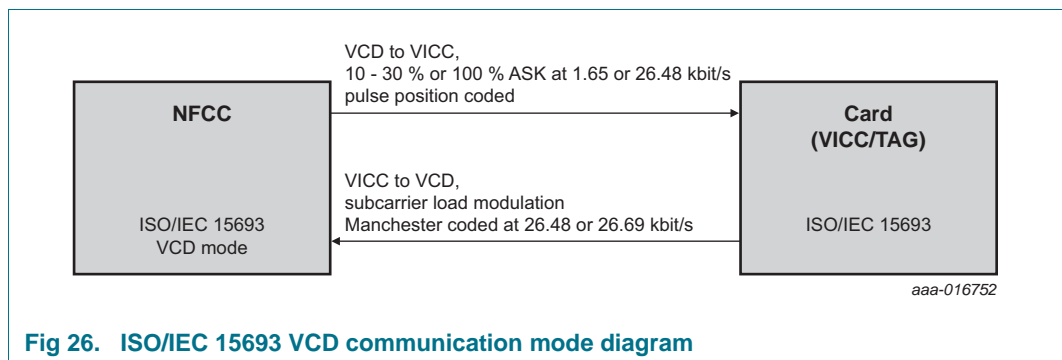 VCD to VICC,
10 - 30 % or 100 % ASK at 1.65 or 26.48 kbit/s
pulse position coded
NFCC
Card
(VICC/TAG)
VICC to VCD,
subcarrier load modulation
Manchester coded at 26.48 or 26.69 kbit/s
ISO/IEC 15693
VCD mode
ISO/IEC 15693
aaa-016752
Fig 26. ISO/IEC 15693 VCD communication mode diagram